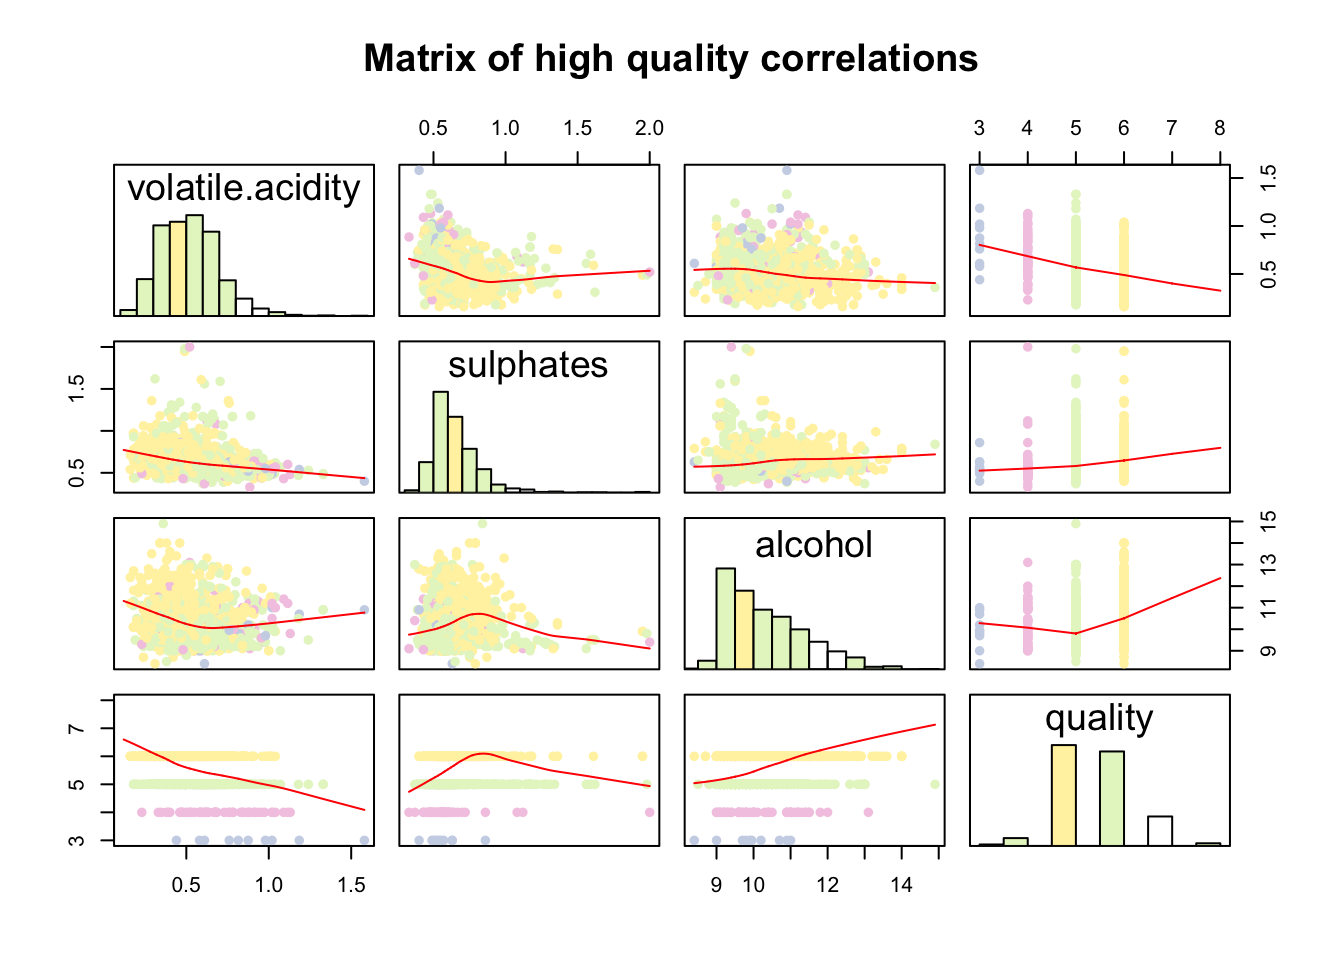 Matrix of high quality correlations
0.5 1.0 1.5 2.0
3 4 5 6 7 8
volatile.acidity
0.5 1.0 1.5
sulphates
0.5 1.5
alcohol
9 11 13 15
quality
3 5 7
0.5 1.0 1.5
9 10 12 14